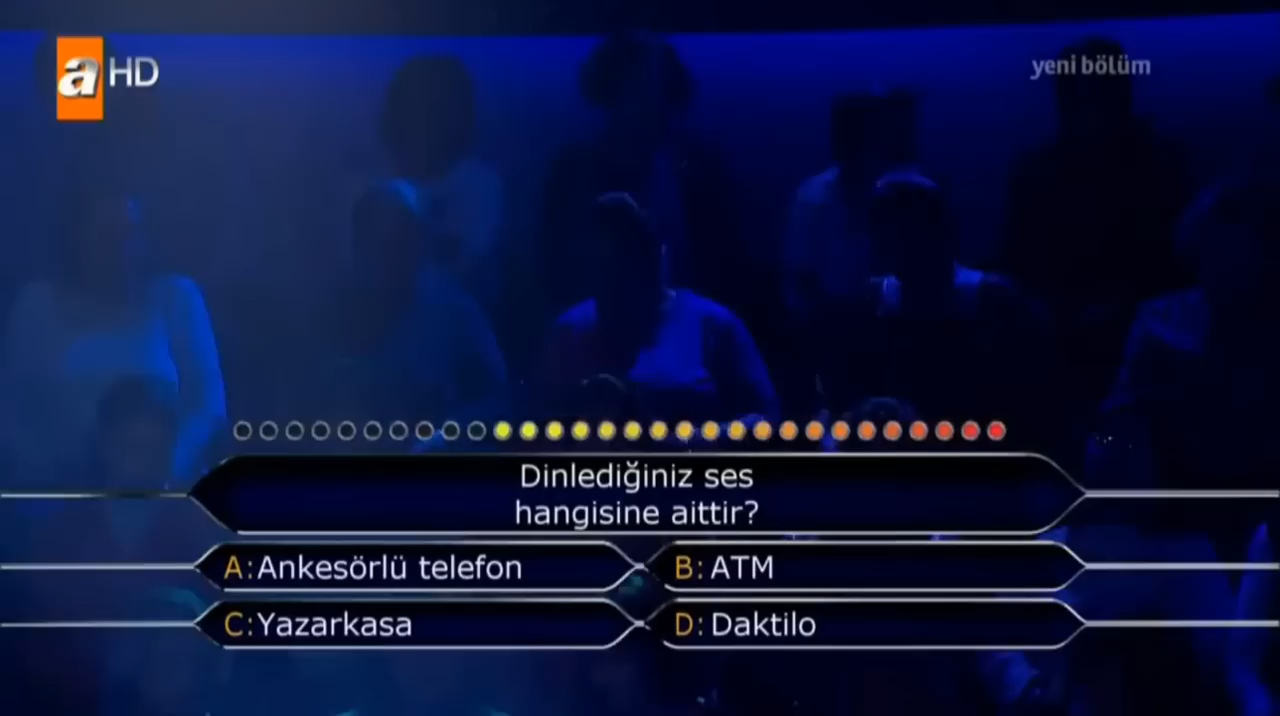 a HD
yeni bölüm
Dinlediğiniz ses
hangisine aittir?
A: Ankesörlü telefon
B: ATM
C: Yazarkasa
D: Daktilo